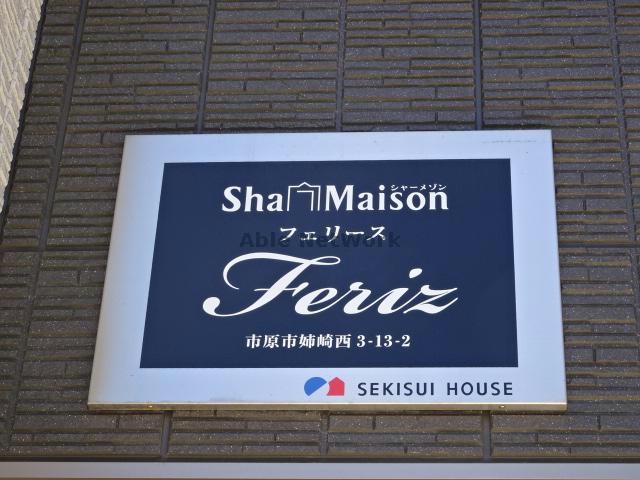 シャーメゾン
Sha Maison
フェリース
Able Network
Feriz
市原市姉崎西 3-13-2
SEKISUI HOUSE